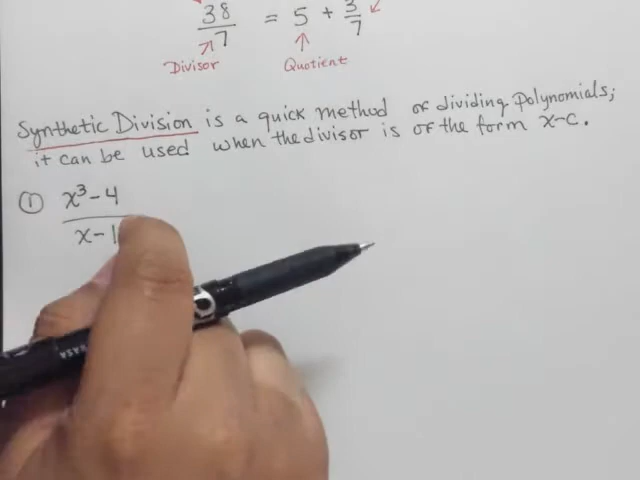 38 = 5 + 3
7 7
Divisor Quotient
Synthetic Division is a quick method of dividing Polynomials;
it can be used when the divisor is of the form x-c.
① x³-4
x-1